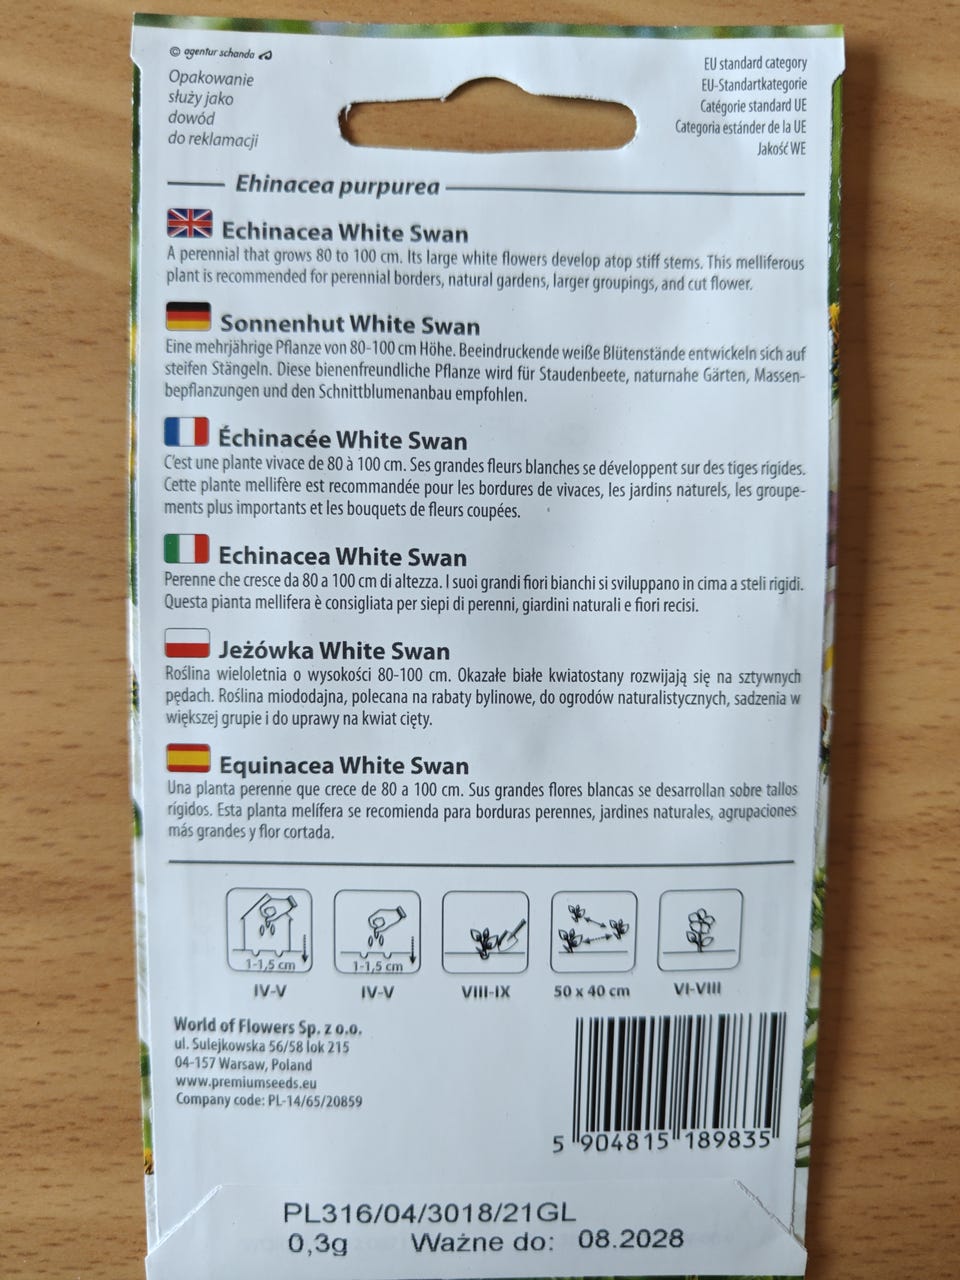 © agentur schanda
Opakowanie
służy jako
dowód
do reklamacji
EU standard category
EU-Standartkategorie
Catégorie standard UE
Categoria estánder de la UE
Jakość WE
Ehinacea purpurea
Echinacea White Swan
A perennial that grows 80 to 100 cm. Its large white flowers develop atop stiff stems. This melliferous
plant is recommended for perennial borders, natural gardens, larger groupings, and cut flower.
Sonnenhut White Swan
Eine mehrjährige Pflanze von 80-100 cm Höhe. Beeindruckende weiße Blütenstände entwickeln sich auf
steifen Stängeln. Diese bienenfreundliche Pflanze wird für Staudenbeete, naturnahe Gärten, Massen-
bepflanzungen und den Schnittblumenanbau empfohlen.
Échinacée White Swan
C'est une plante vivace de 80 à 100 cm. Ses grandes fleurs blanches se développent sur des tiges rigides.
Cette plante mellifère est recommandée pour les bordures de vivaces, les jardins naturels, les groupe-
ments plus importants et les bouquets de fleurs coupées.
Echinacea White Swan
Perenne che cresce da 80 a 100 cm di altezza. I suoi grandi fiori bianchi si sviluppano in cima a steli rigidi.
Questa pianta mellifera è consigliata per siepi di perenni, giardini naturali e fiori recisi.
Jeżówka White Swan
Roślina wieloletnia o wysokości 80-100 cm. Okazałe białe kwiatostany rozwijają się na sztywnych
pędach. Roślina miododajna, polecana na rabaty bylinowe, do ogrodów naturalistycznych, sadzenia w
większej grupie i do uprawy na kwiat cięty.
Equinacea White Swan
Una planta perenne que crece de 80 a 100 cm. Sus grandes flores blancas se desarrollan sobre tallos
rígidos. Esta planta melífera se recomienda para borduras perennes, jardines naturales, agrupaciones
más grandes y flor cortada.
1-1,5 cm
1-1,5 cm
IV-V
IV-V
VIII-IX
50 x 40 cm
VI-VIII
World of Flowers Sp. z o.o.
ul. Sulejkowska 56/58 lok 215
04-157 Warsaw, Poland
www.premiumseeds.eu
Company code: PL-14/65/20859
5 904815 189835
PL316/04/3018/21GL
0,3g Ważne do: 08.2028